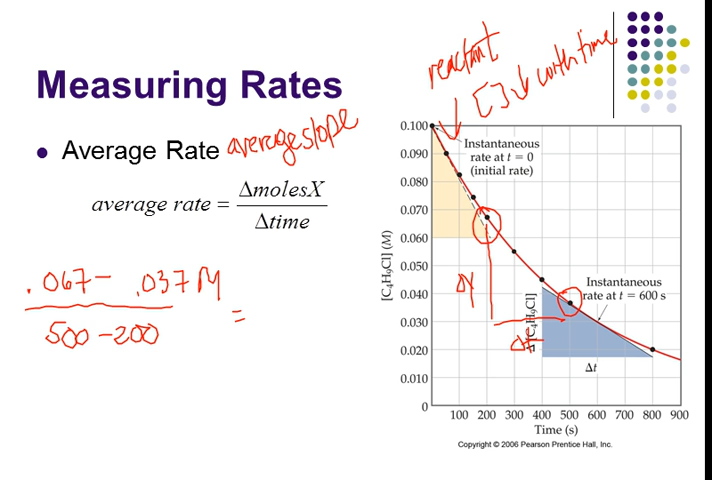 reactant
[ ] ↓ with time
Measuring Rates
• Average Rate average slope
average rate = ΔmolesX / Δtime
.067 - .037 M
500 - 200
=
0.100
0.090
0.080
0.070
0.060
0.050
0.040
0.030
0.020
0.010
0
[C₄H₉Cl] (M)
Instantaneous
rate at t = 0
(initial rate)
Δy
Instantaneous
rate at t = 600 s
Δ[C₄H₉Cl]
Δt
Δt
100 200 300 400 500 600 700 800 900
Time (s)
Copyright © 2006 Pearson Prentice Hall, Inc.